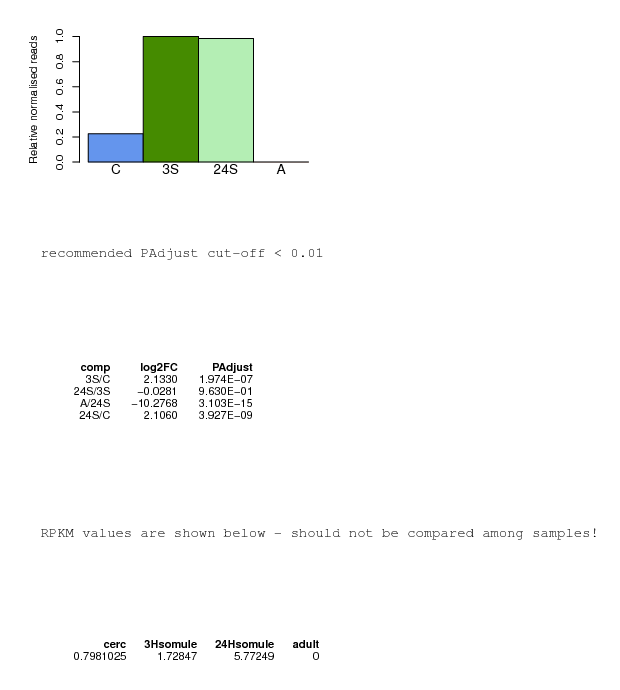 Relative normalised reads
1.0
0.8
0.6
0.4
0.2
0.0
C 3S 24S A
recommended PAdjust cut-off < 0.01
comp log2FC PAdjust
3S/C 2.1330 1.974E−07
24S/3S −0.0281 9.630E−01
A/24S −10.2768 3.103E−15
24S/C 2.1060 3.927E−09
RPKM values are shown below - should not be compared among samples!
cerc 3Hsomule 24Hsomule adult
0.7981025 1.72847 5.77249 0